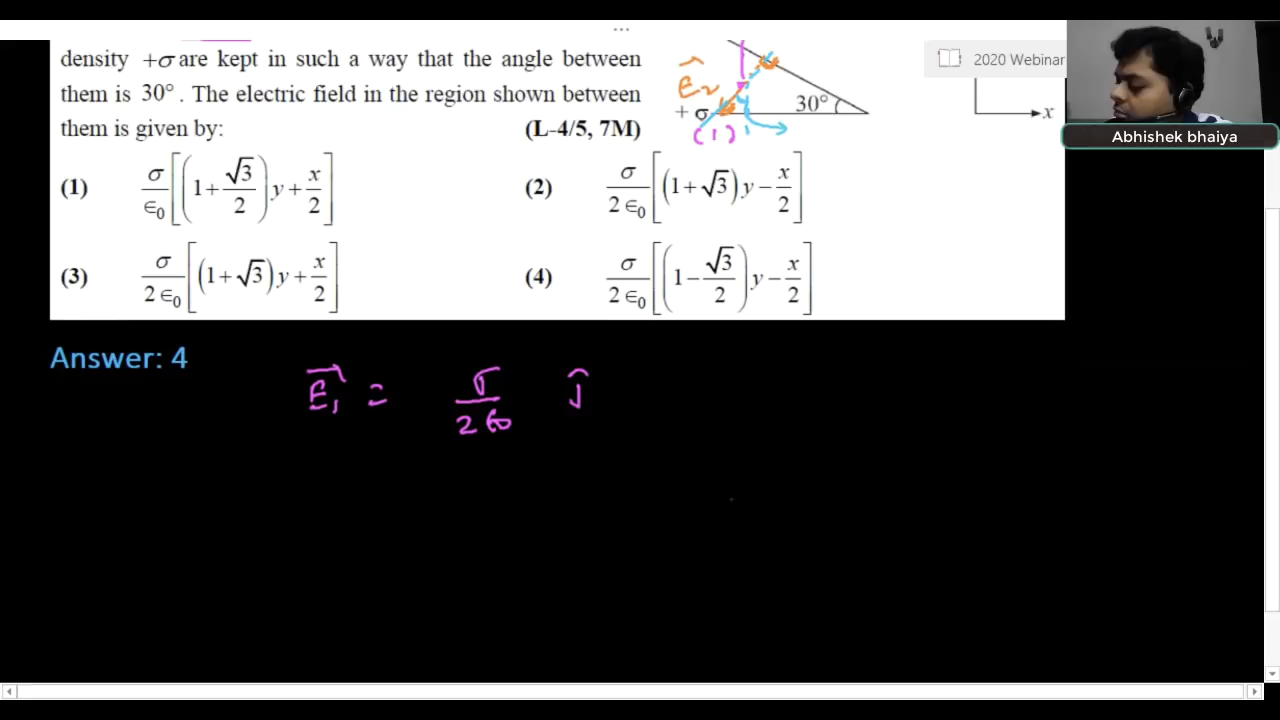 density +σ are kept in such a way that the angle between
them is 30°. The electric field in the region shown between
them is given by: (L-4/5, 7M)
E⃗₂
+σ
30°
(1)
x
2020 Webinar
Abhishek bhaiya
(1) σ/∈₀ [(1 + √3/2) y + x/2]
(2) σ/2∈₀ [(1 + √3) y − x/2]
(3) σ/2∈₀ [(1 + √3) y + x/2]
(4) σ/2∈₀ [(1 − √3/2) y − x/2]
Answer: 4
E⃗₁ = σ/2ϵ₀ ĵ